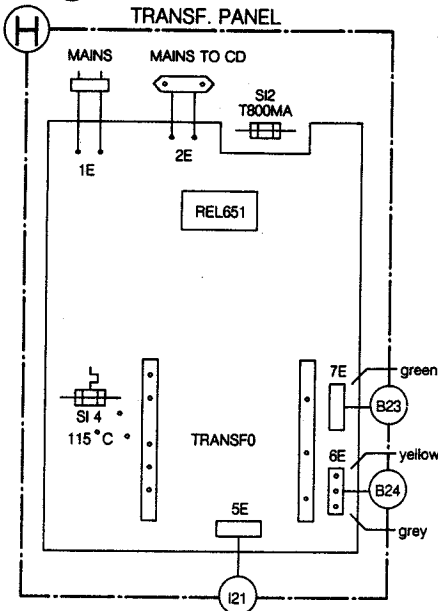 H
TRANSF. PANEL
MAINS
MAINS TO CD
SI2
T800MA
1E
2E
REL651
7E
green
B23
SI 4
115°C
TRANSF0
6E
yellow
B24
5E
grey
I21